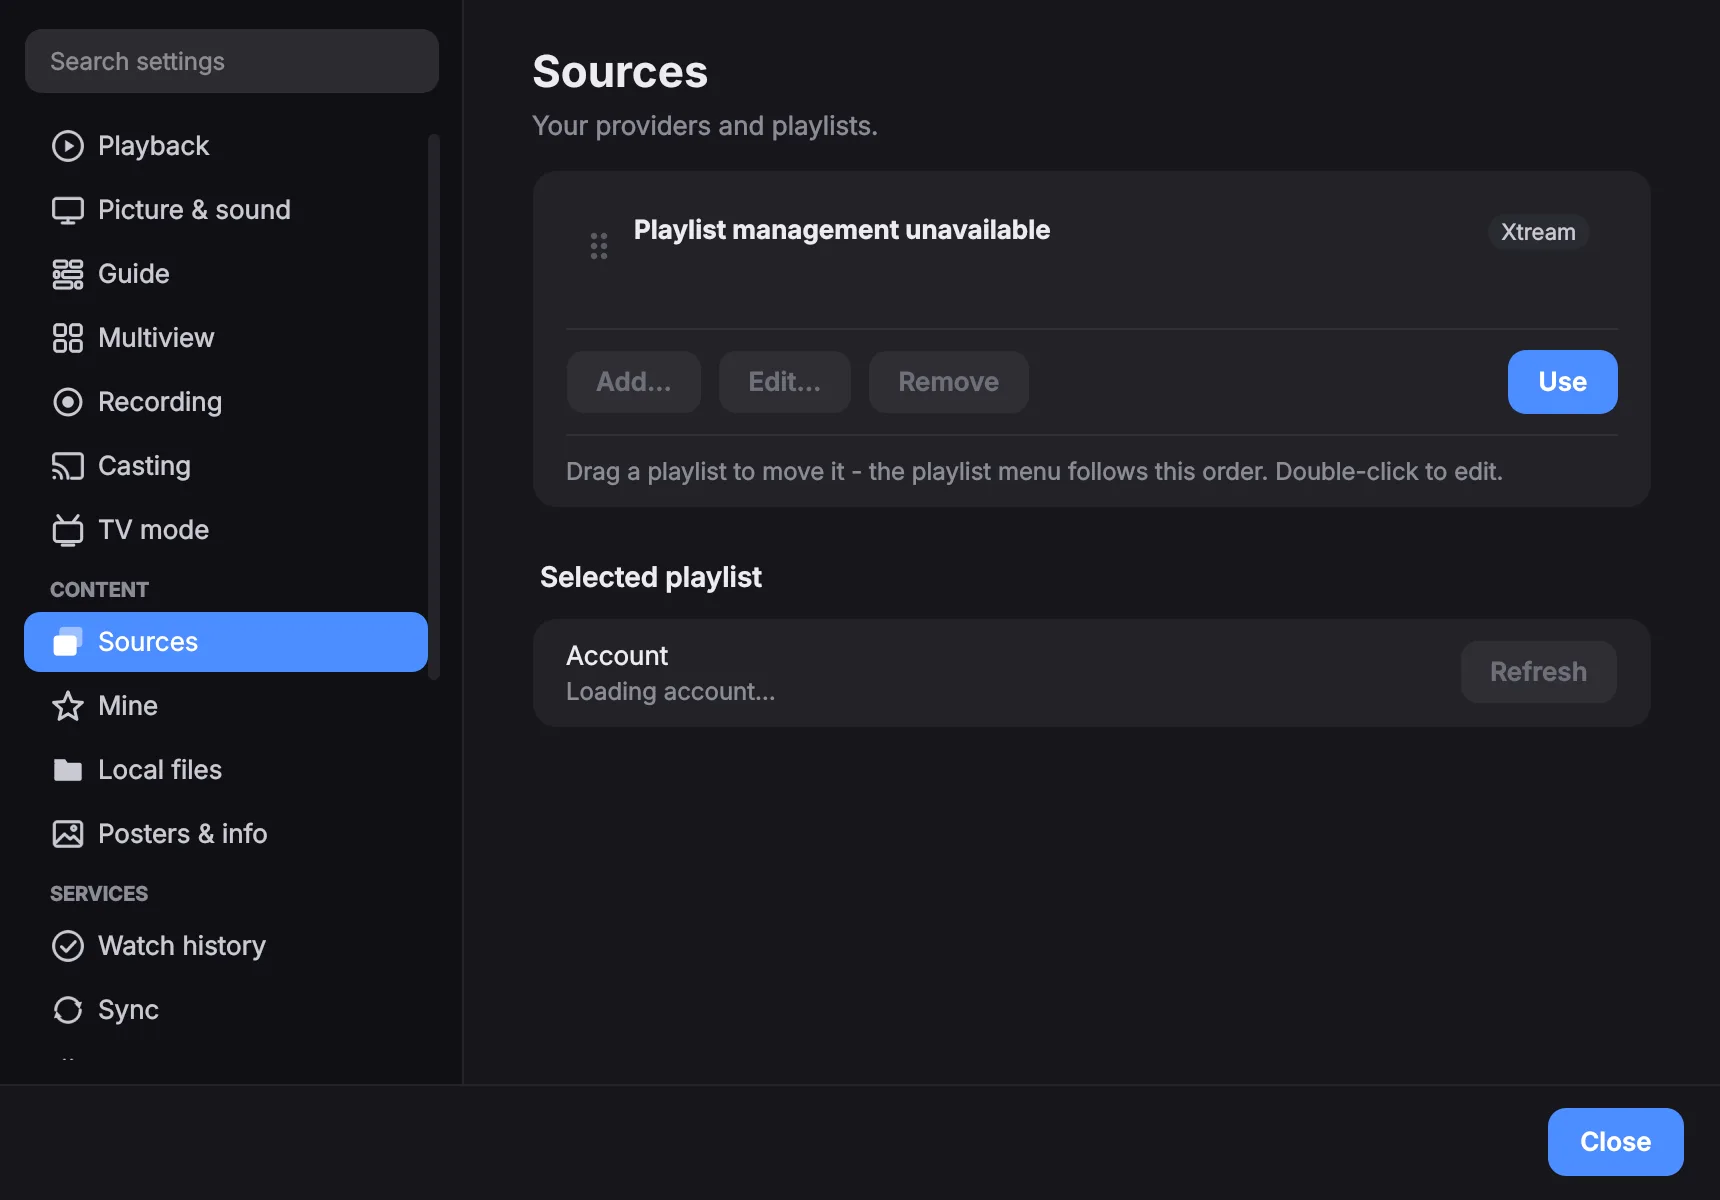 Search settings
Playback
Picture & sound
Guide
Multiview
Recording
Casting
TV mode
CONTENT
Sources
Mine
Local files
Posters & info
SERVICES
Watch history
Sync
Sources
Your providers and playlists.
Playlist management unavailable
Xtream
Add...
Edit...
Remove
Use
Drag a playlist to move it - the playlist menu follows this order. Double-click to edit.
Selected playlist
Account
Loading account...
Refresh
Close